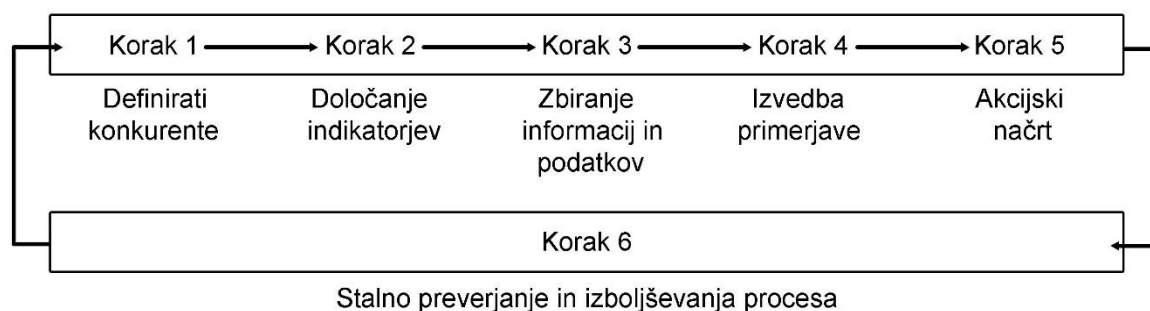 Korak 1 Korak 2 Korak 3 Korak 4 Korak 5
Definirati
konkurente
Določanje
indikatorjev
Zbiranje
informacij in
podatkov
Izvedba
primerjave
Akcijski
načrt
Korak 6
Stalno preverjanje in izboljševanja procesa